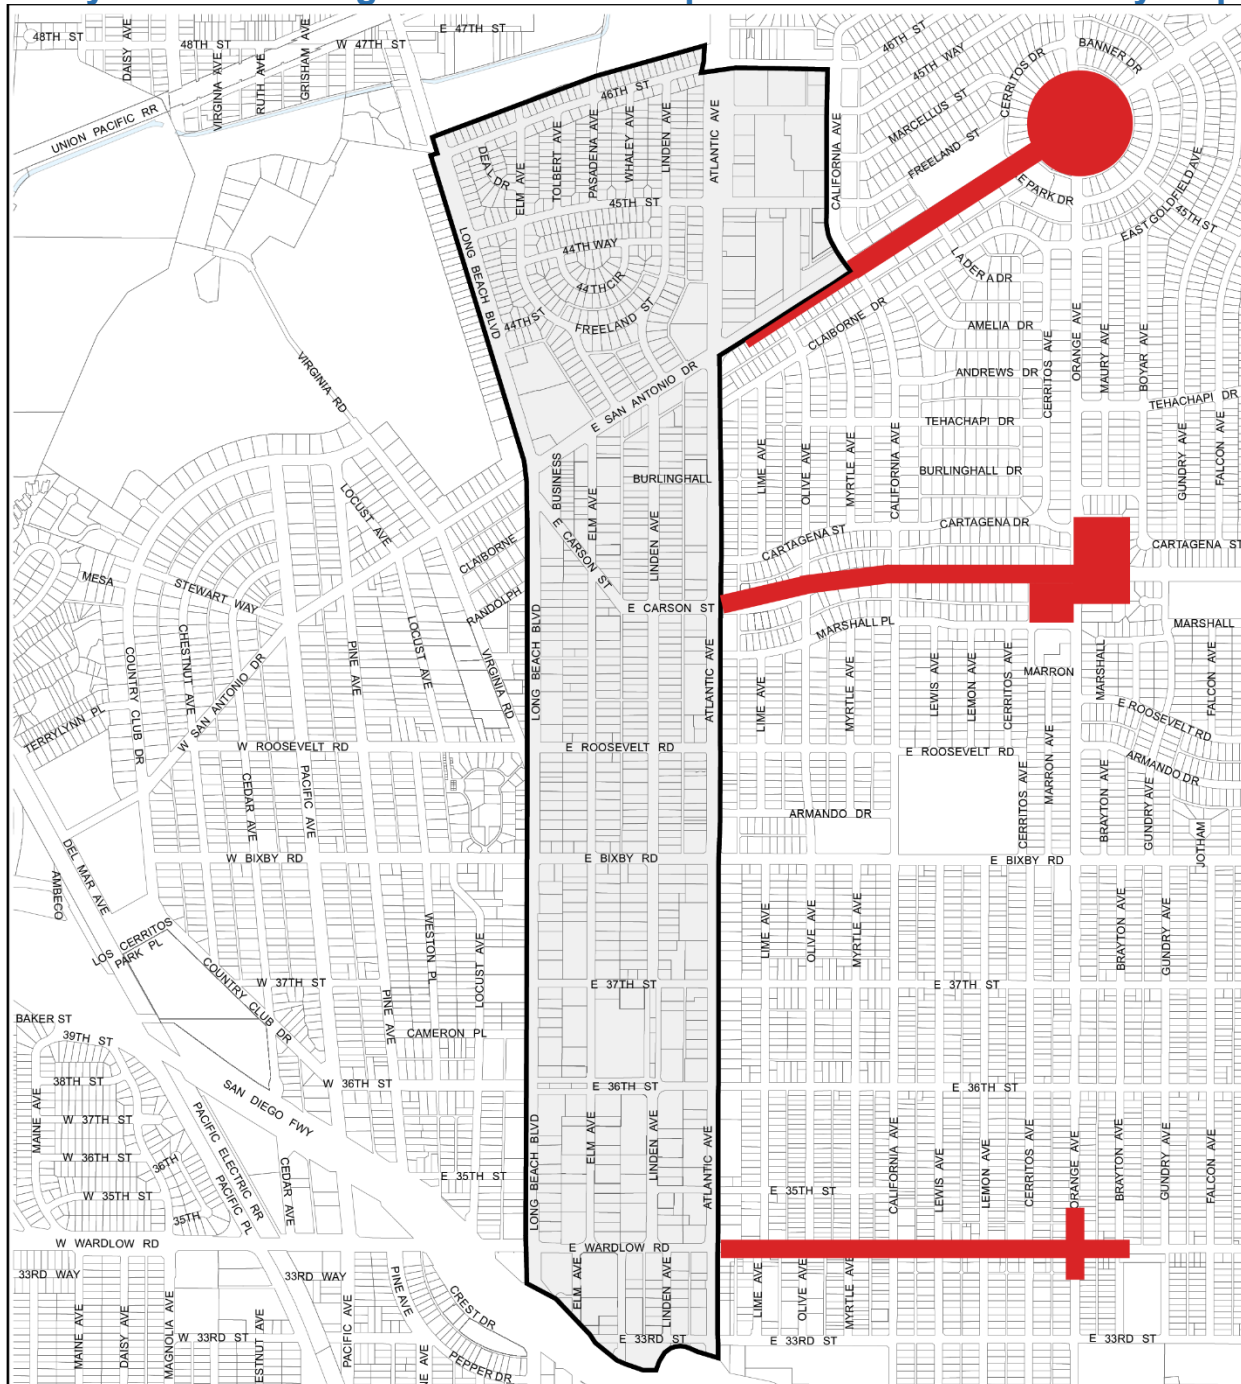 48TH ST
DAISY AVE
48TH ST
VIRGINIA AVE
RUTH AVE
GRISHAM AVE
W 47TH ST
E 47TH ST
UNION PACIFIC RR
46TH ST
45TH WAY
MARCELLUS ST
FREELAND ST
CERRITOS DR
BANNER DR
CALIFORNIA AVE
E PARK DR
EAST GOLDFIELD AVE
45TH ST
46TH ST
DEAL DR
ELM AVE
TOLBERT AVE
PASADENA AVE
WHALEY AVE
LINDEN AVE
ATLANTIC AVE
45TH ST
44TH WAY
44TH CIR
FREELAND ST
44TH ST
LONG BEACH BLVD
LADERA DR
CLAIBORNE DR
AMELIA DR
ANDREWS DR
TEHACHAPI DR
BURLINGHALL DR
CERRITOS AVE
ORANGE AVE
MAURY AVE
BOYAR AVE
TEHACHAPI DR
GUNDRY AVE
FALCON AVE
VIRGINIA RD
E SAN ANTONIO DR
BURLINGHALL
BUSINESS
ELM AVE
LINDEN AVE
E CARSON ST
E CARSON ST
LIME AVE
OLIVE AVE
MYRTLE AVE
CALIFORNIA AVE
CARTAGENA ST
CARTAGENA DR
CARTAGENA ST
LOCUST AVE
CLAIBORNE
RANDOLPH
MESA
STEWART WAY
CHESTNUT AVE
COUNTRY CLUB DR
W SAN ANTONIO DR
PINE AVE
LOCUST AVE
VIRGINIA RD
TERRYLYNN PL
LONG BEACH BLVD
ATLANTIC AVE
MARSHALL PL
LIME AVE
MYRTLE AVE
LEWIS AVE
LEMON AVE
CERRITOS AVE
MARRON
MARSHALL
MARSHALL
FALCON AVE
E ROOSEVELT RD
ARMANDO DR
W ROOSEVELT RD
E ROOSEVELT RD
E ROOSEVELT RD
CEDAR AVE
PACIFIC AVE
ARMANDO DR
CERRITOS AVE
MARRON AVE
BRAYTON AVE
GUNDRY AVE
JOTHAM
W BIXBY RD
E BIXBY RD
E BIXBY RD
DEL MAR AVE
AMBECO
LOS CERRITOS
PARK PL
COUNTRY CLUB DR
WESTON PL
LOCUST AVE
LIME AVE
OLIVE AVE
MYRTLE AVE
BRAYTON AVE
GUNDRY AVE
W 37TH ST
E 37TH ST
E 37TH ST
PINE AVE
CAMERON PL
BAKER ST
39TH ST
38TH ST
MAINE AVE
W 37TH ST
W 36TH ST
36TH
W 35TH ST
35TH
SAN DIEGO FWY
W 36TH ST
E 36TH ST
E 36TH ST
PACIFIC ELECTRIC RR
PACIFIC PL
CEDAR AVE
E 35TH ST
LONG BEACH BLVD
ELM AVE
LINDEN AVE
ATLANTIC AVE
E 35TH ST
CALIFORNIA AVE
LEWIS AVE
LEMON AVE
CERRITOS AVE
ORANGE AVE
BRAYTON AVE
GUNDRY AVE
FALCON AVE
W WARDLOW RD
E WARDLOW RD
33RD WAY
MAINE AVE
DAISY AVE
MAGNOLIA AVE
W 33RD ST
ESTNUT AVE
33RD WAY
PACIFIC AVE
PINE AVE
CREST DR
PEPPER DR
NE AVE
ELM AVE
LINDEN AVE
E 33RD ST
LIME AVE
OLIVE AVE
MYRTLE AVE
E 33RD ST
E 33RD ST